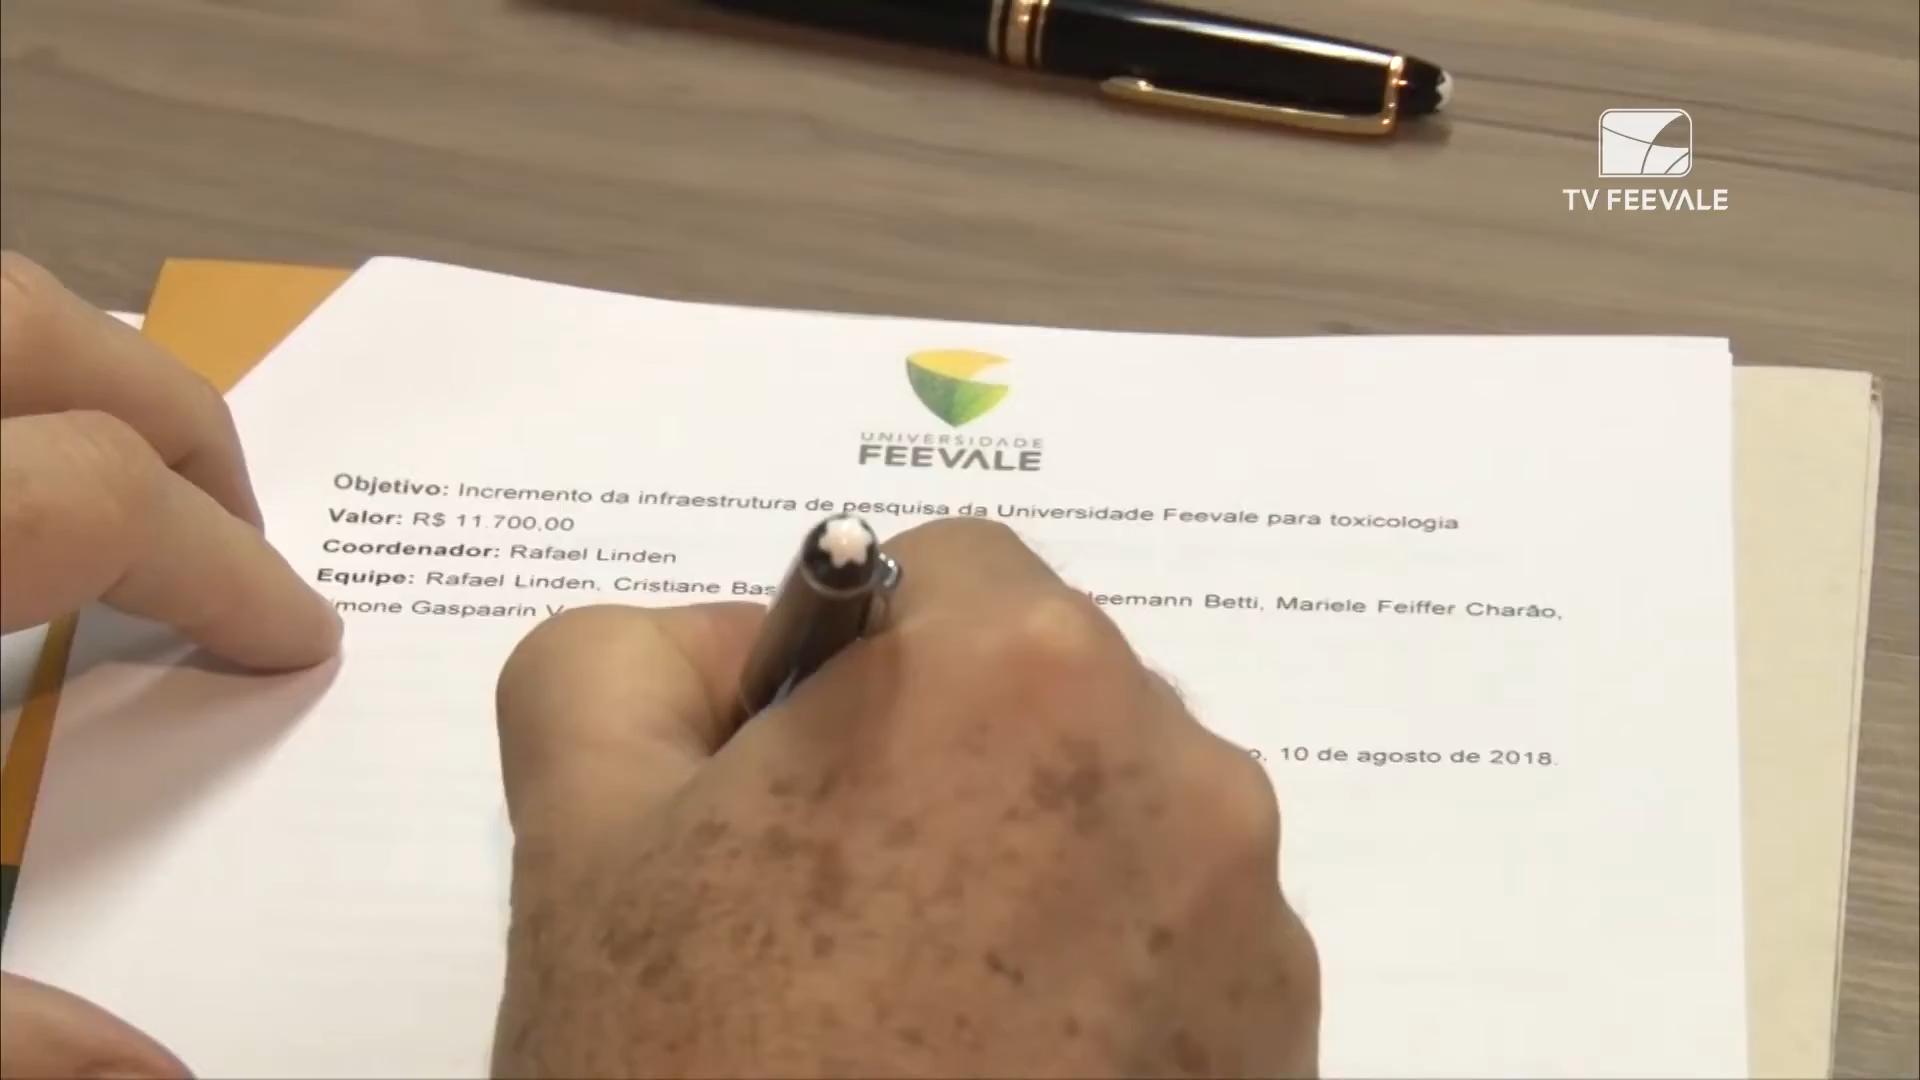 TV FEEVALE
UNIVERSIDADE
FEEVALE
Objetivo: Incremento da infraestrutura de pesquisa da Universidade Feevale para toxicologia
Valor: R$ 11.700,00
Coordenador: Rafael Linden
Equipe: Rafael Linden, Cristiane Betti, Mariele Feiffer Charão,
Gaspaarin
10 de agosto de 2018.